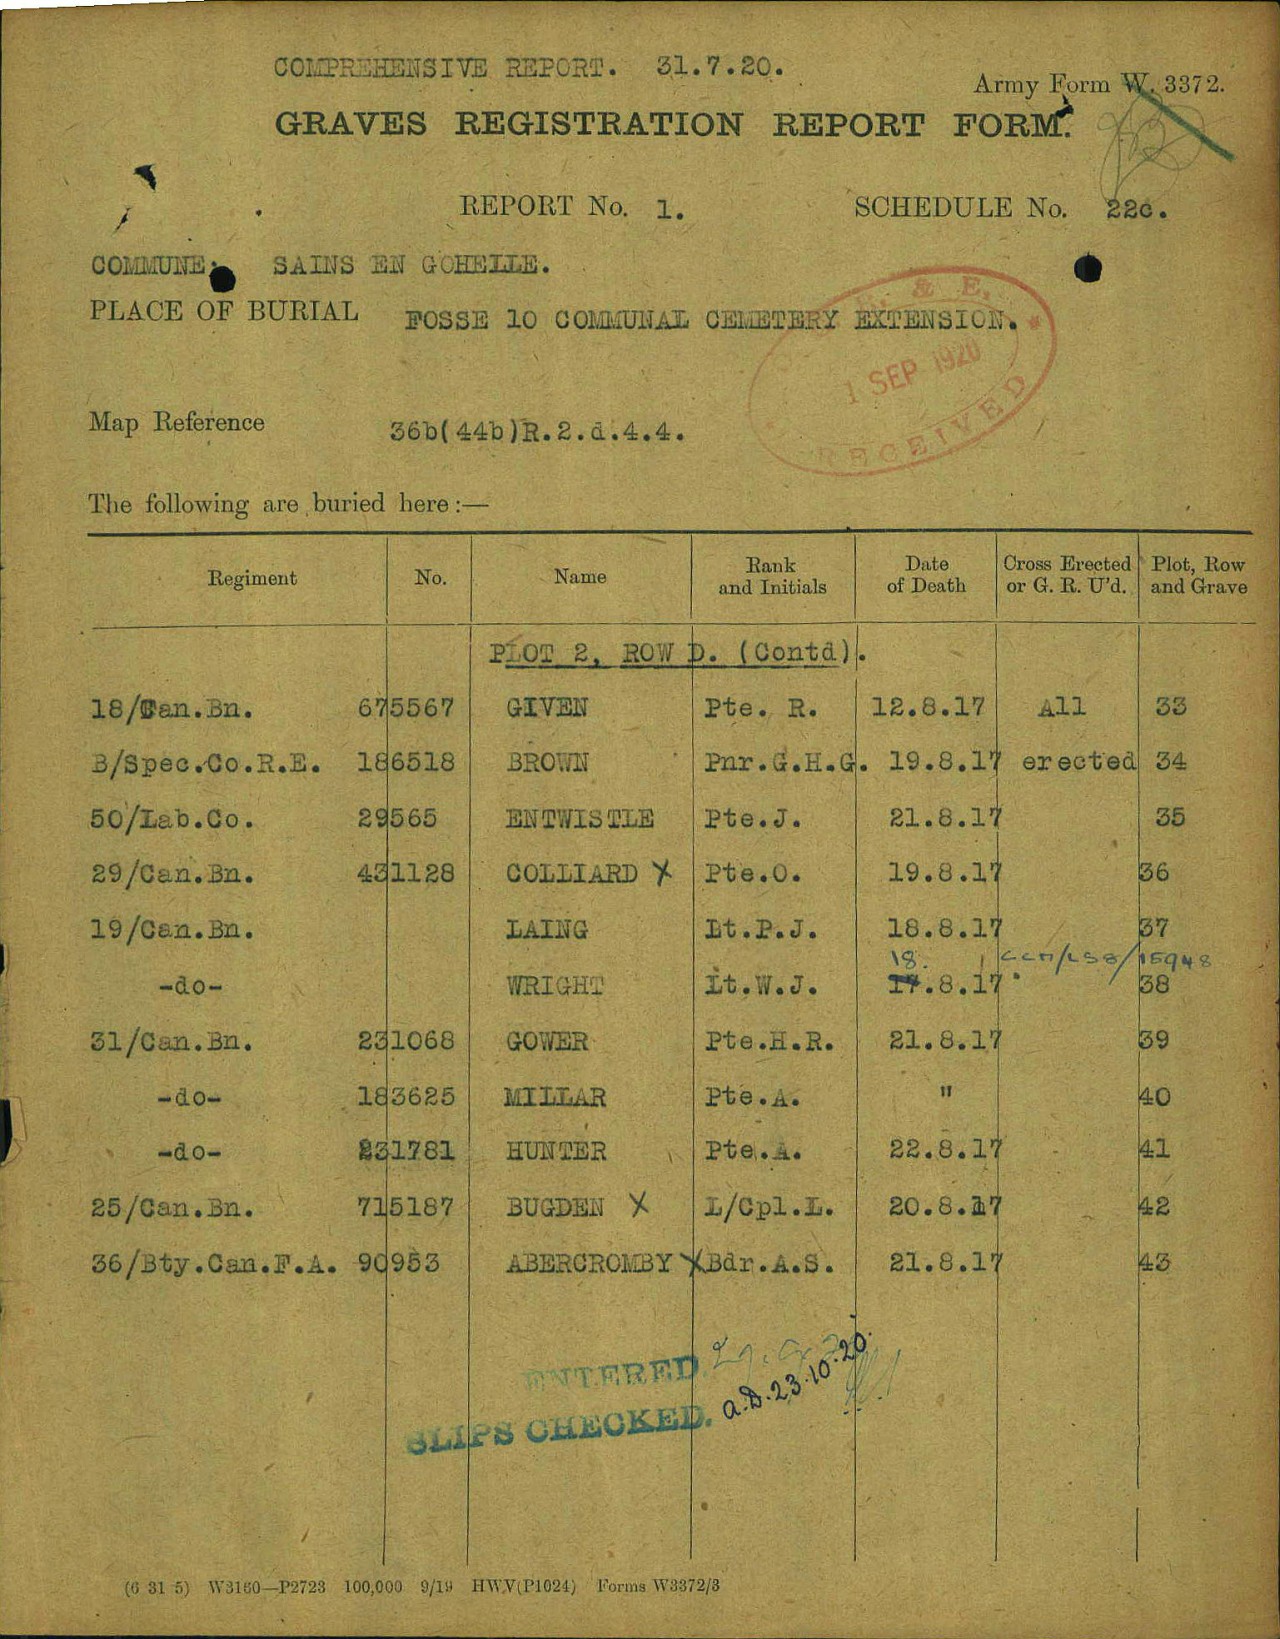 COMPREHENSIVE REPORT. 31.7.20.
Army Form W. 3372.
GRAVES REGISTRATION REPORT FORM.
REPORT No. 1. SCHEDULE No. 22c.
COMMUNE: SAINS EN GOHELLE.
PLACE OF BURIAL FOSSE 10 COMMUNAL CEMETERY EXTENSION.
& E.
1 SEP 1920
RECEIVED
Map Reference 36b(44b)R.2.d.4.4.
The following are buried here:—
Regiment No. Name Rank and Initials Date of Death Cross Erected or G. R. U'd. Plot, Row and Grave
PLOT 2, ROW D. (Contd).
18/Can.Bn. 675567 GIVEN Pte. R. 12.8.17 All 33
B/Spec.Co.R.E. 186518 BROWN Pnr.G.H.G. 19.8.17 erected 34
50/Lab.Co. 29565 ENTWISTLE Pte.J. 21.8.17 35
29/Can.Bn. 431128 COLLIARD X Pte.O. 19.8.17 36
19/Can.Bn. LAING Lt.P.J. 18.8.17 37
18. /15948
-do- WRIGHT Lt.W.J. 17.8.17 38
31/Can.Bn. 231068 GOWER Pte.H.R. 21.8.17 39
-do- 183625 MILLAR Pte.A. " 40
-do- 231781 HUNTER Pte.A. 22.8.17 41
25/Can.Bn. 715187 BUGDEN X L/Cpl.L. 20.8.17 42
36/Bty.Can.F.A. 90953 ABERCROMBY X Bdr.A.S. 21.8.17 43
ENTERED
SLIPS CHECKED. a.D.23.10.20.
(6 31 5) W3160—P2723 100,000 9/19 HWV(P1024) Forms W3372/3